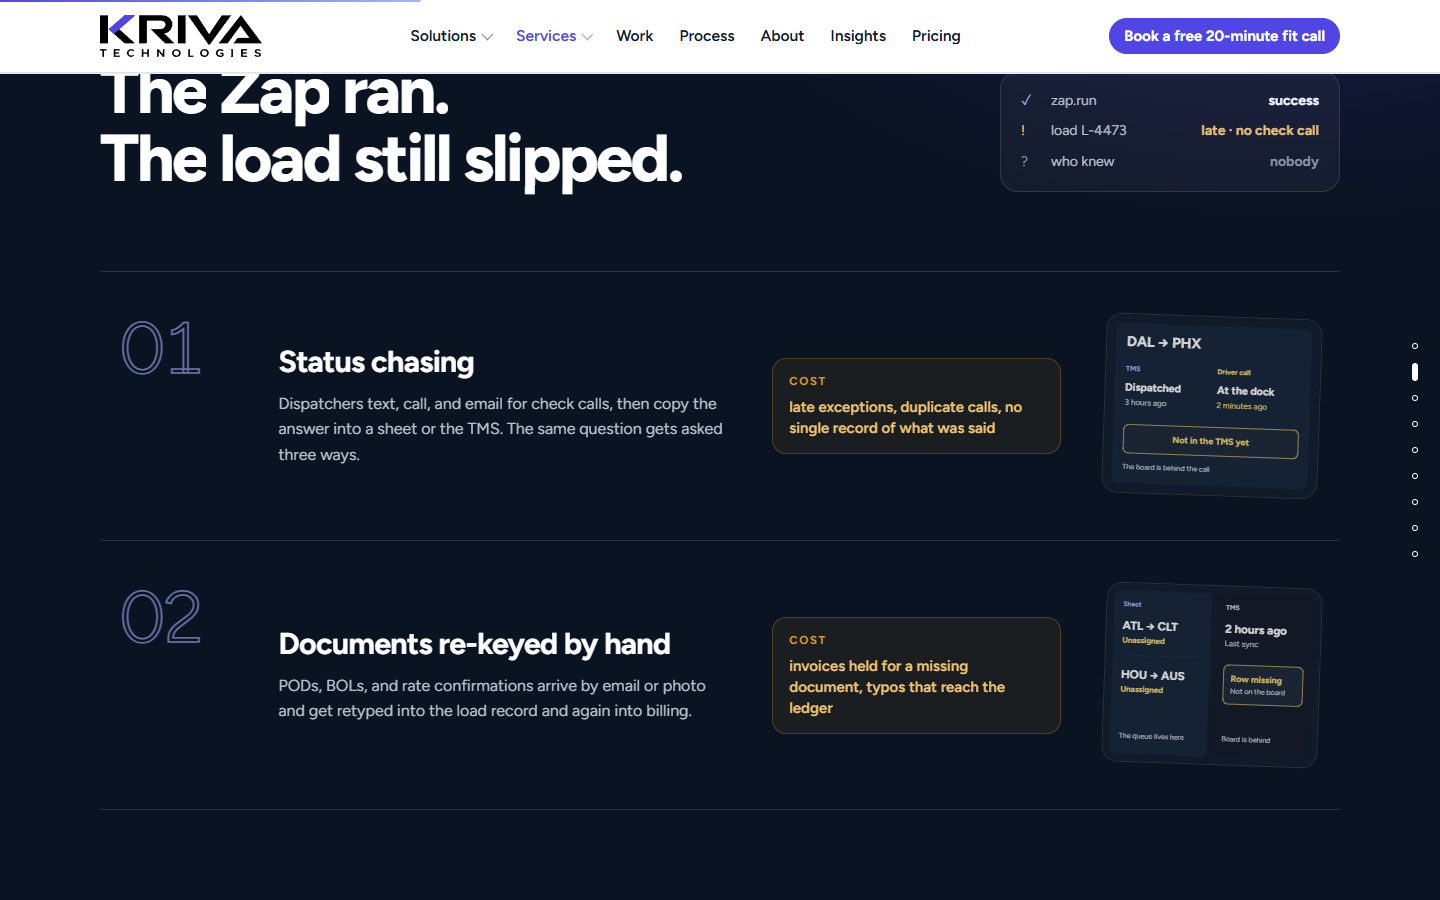 KRIVA
TECHNOLOGIES
Solutions
Services
Work
Process
About
Insights
Pricing
Book a free 20-minute fit call
The Zap ran.
The load still slipped.
✓ zap.run success
! load L-4473 late · no check call
? who knew nobody
01
Status chasing
Dispatchers text, call, and email for check calls, then copy the
answer into a sheet or the TMS. The same question gets asked
three ways.
COST
late exceptions, duplicate calls, no
single record of what was said
DAL → PHX
TMS
Dispatched
3 hours ago
Driver call
At the dock
2 minutes ago
Not in the TMS yet
The board is behind the call
02
Documents re-keyed by hand
PODs, BOLs, and rate confirmations arrive by email or photo
and get retyped into the load record and again into billing.
COST
invoices held for a missing
document, typos that reach the
ledger
Sheet
ATL → CLT
Unassigned
HOU → AUS
Unassigned
The queue lives here
TMS
2 hours ago
Last sync
Row missing
Not on the board
Board is behind